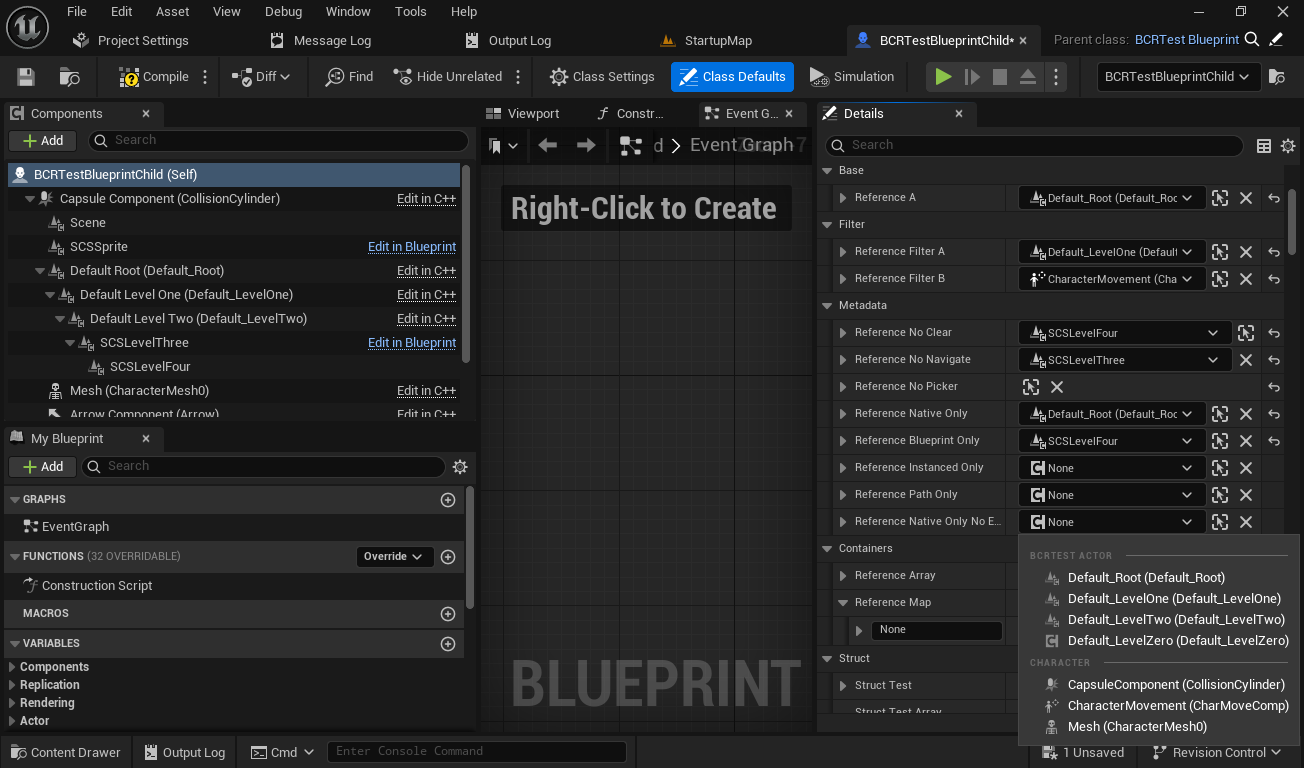 File Edit Asset View Debug Window Tools Help
Project Settings Message Log Output Log StartupMap BCRTestBlueprintChild* Parent class: BCRTest Blueprint
Compile Diff Find Hide Unrelated Class Settings Class Defaults Simulation BCRTestBlueprintChild
Components
Add Search
BCRTestBlueprintChild (Self)
Capsule Component (CollisionCylinder) Edit in C++
Scene
SCSSprite Edit in Blueprint
Default Root (Default_Root) Edit in C++
Default Level One (Default_LevelOne) Edit in C++
Default Level Two (Default_LevelTwo) Edit in C++
SCSLevelThree Edit in Blueprint
SCSLevelFour
Mesh (CharacterMesh0) Edit in C++
Arrow Component (Arrow) Edit in C++
My Blueprint
Add Search
GRAPHS
EventGraph
FUNCTIONS (32 OVERRIDABLE) Override
Construction Script
MACROS
VARIABLES
Components
Replication
Rendering
Actor
Viewport Constr... Event G...
d > EventGraph -7
Right-Click to Create
BLUEPRINT
Details
Search
Base
Reference A Default_Root (Default_Roc
Filter
Reference Filter A Default_LevelOne (Default
Reference Filter B CharacterMovement (Cha
Metadata
Reference No Clear SCSLevelFour
Reference No Navigate SCSLevelThree
Reference No Picker
Reference Native Only Default_Root (Default_Roc
Reference Blueprint Only SCSLevelFour
Reference Instanced Only None
Reference Path Only None
Reference Native Only No E... None
Containers
Reference Array
Reference Map
None
Struct
Struct Test
Struct Test Array
BCRTEST ACTOR
Default_Root (Default_Root)
Default_LevelOne (Default_LevelOne)
Default_LevelTwo (Default_LevelTwo)
Default_LevelZero (Default_LevelZero)
CHARACTER
CapsuleComponent (CollisionCylinder)
CharacterMovement (CharMoveComp)
Mesh (CharacterMesh0)
Content Drawer Output Log Cmd Enter Console Command 1 Unsaved Revision Control